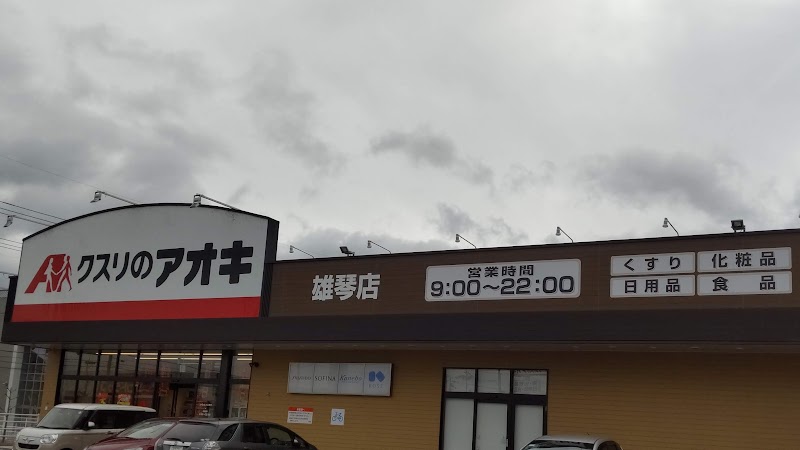 クスリのアオキ
雄琴店
営業時間
9:00～22:00
くすり 化粧品
日用品 食品
SOFINA